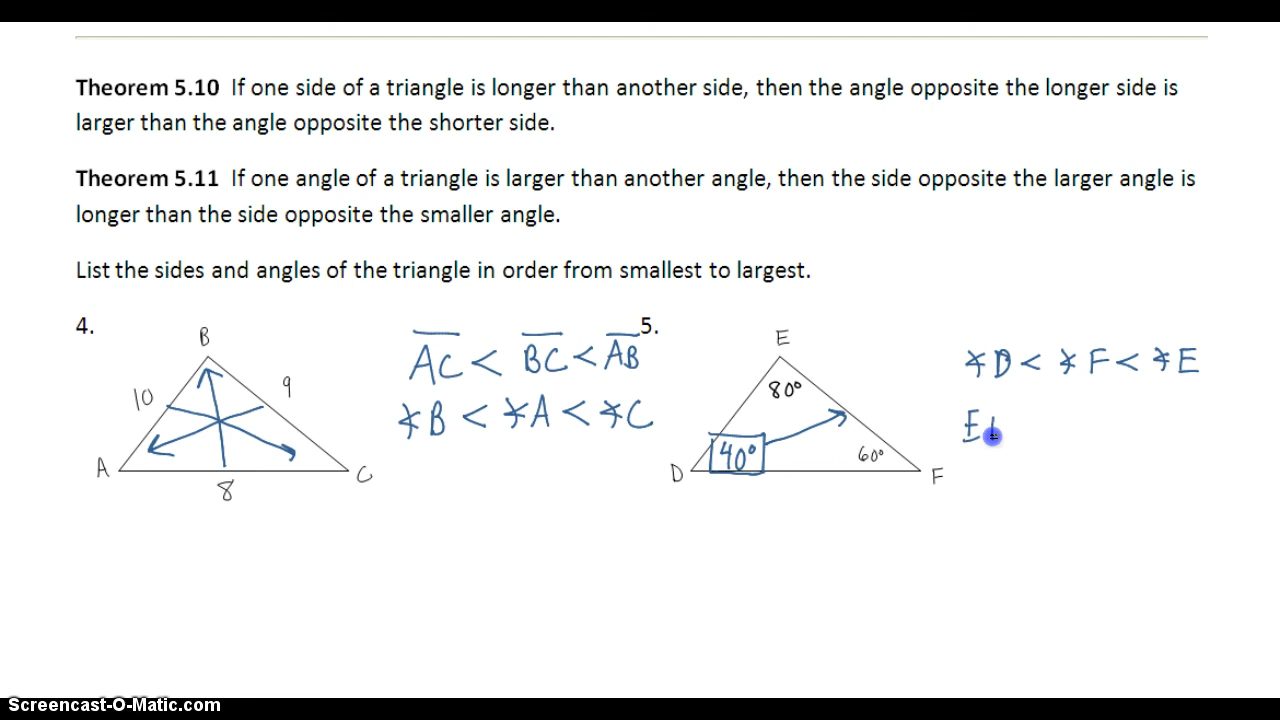 Theorem 5.10 If one side of a triangle is longer than another side, then the angle opposite the longer side is
larger than the angle opposite the shorter side.
Theorem 5.11 If one angle of a triangle is larger than another angle, then the side opposite the larger angle is
longer than the side opposite the smaller angle.
List the sides and angles of the triangle in order from smallest to largest.
4.
B
10
9
A
C
8
AC < BC < AB
∡B < ∡A < ∡C
5.
E
80°
40°
60°
D
F
∡D < ∡F < ∡E
E
Screencast-O-Matic.com